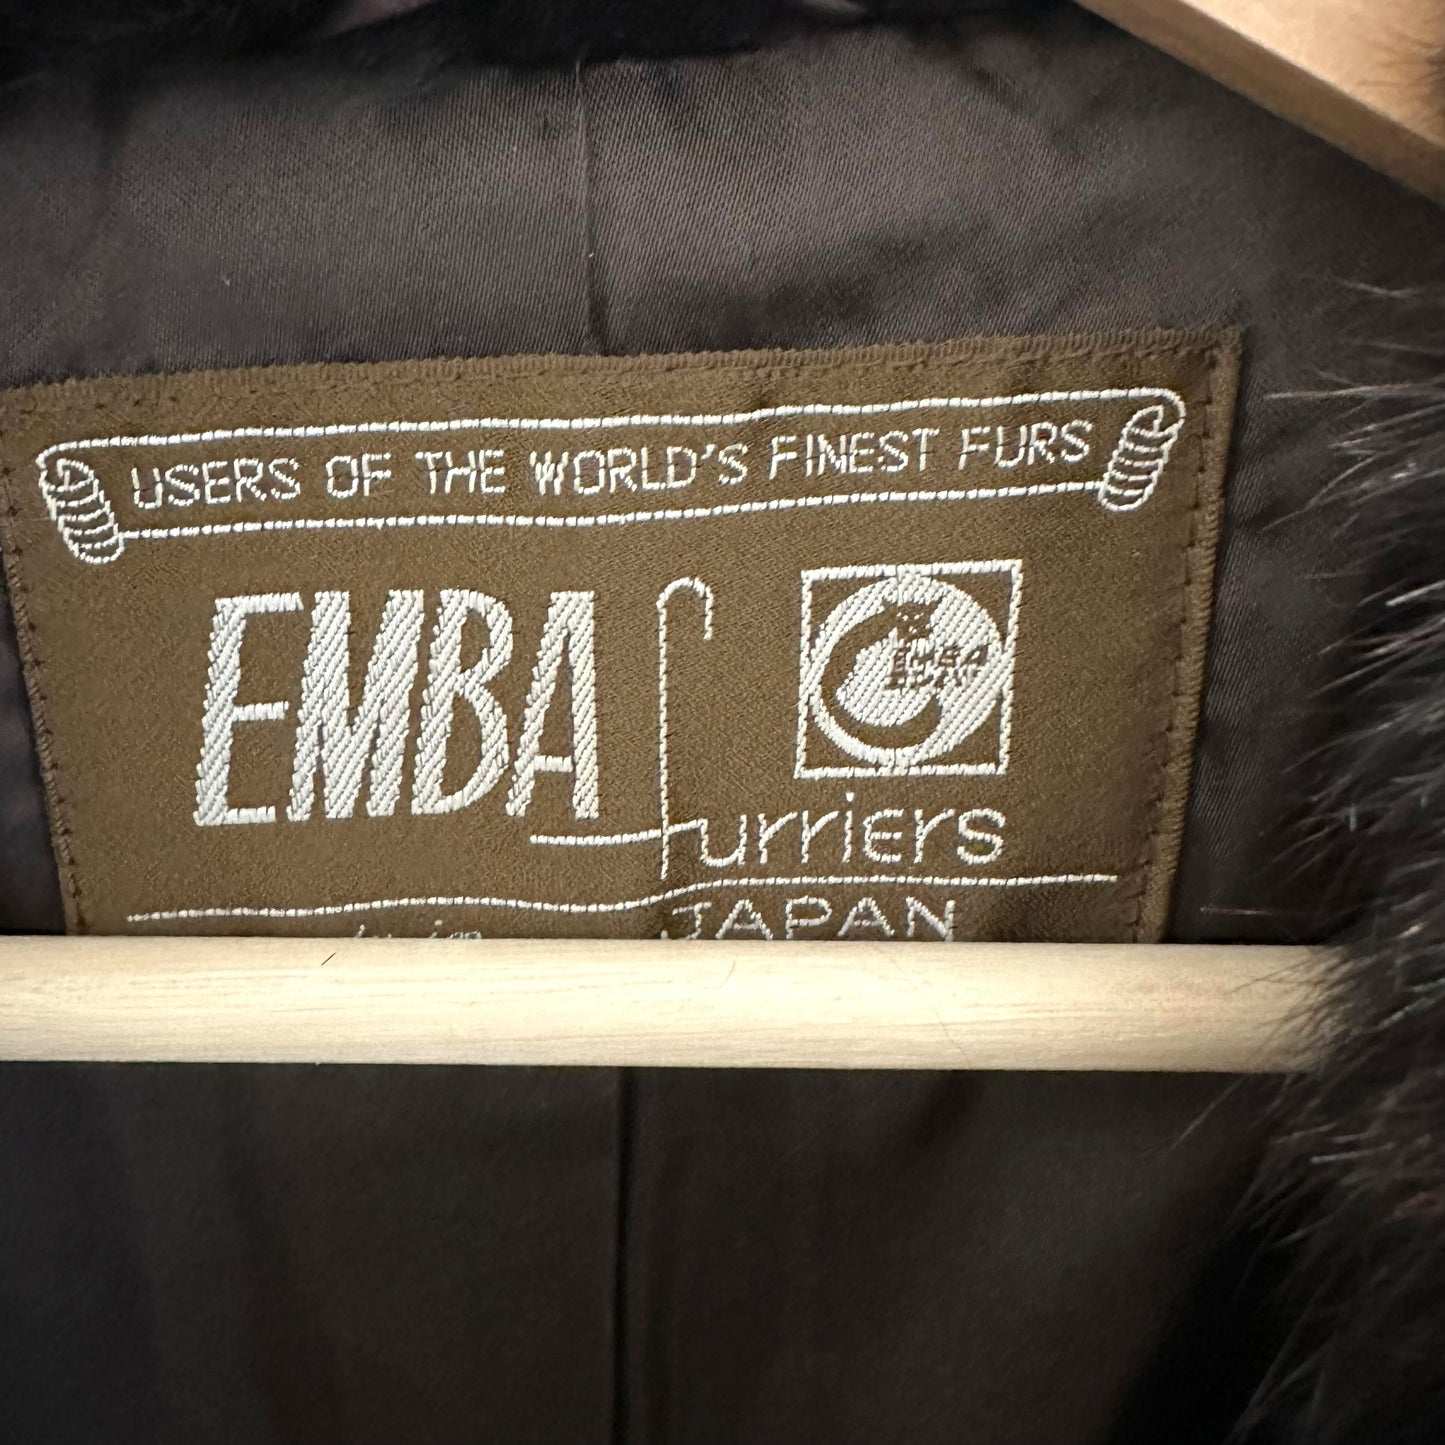 USERS OF THE WORLD'S FINEST FURS
EMBA
furriers
JAPAN